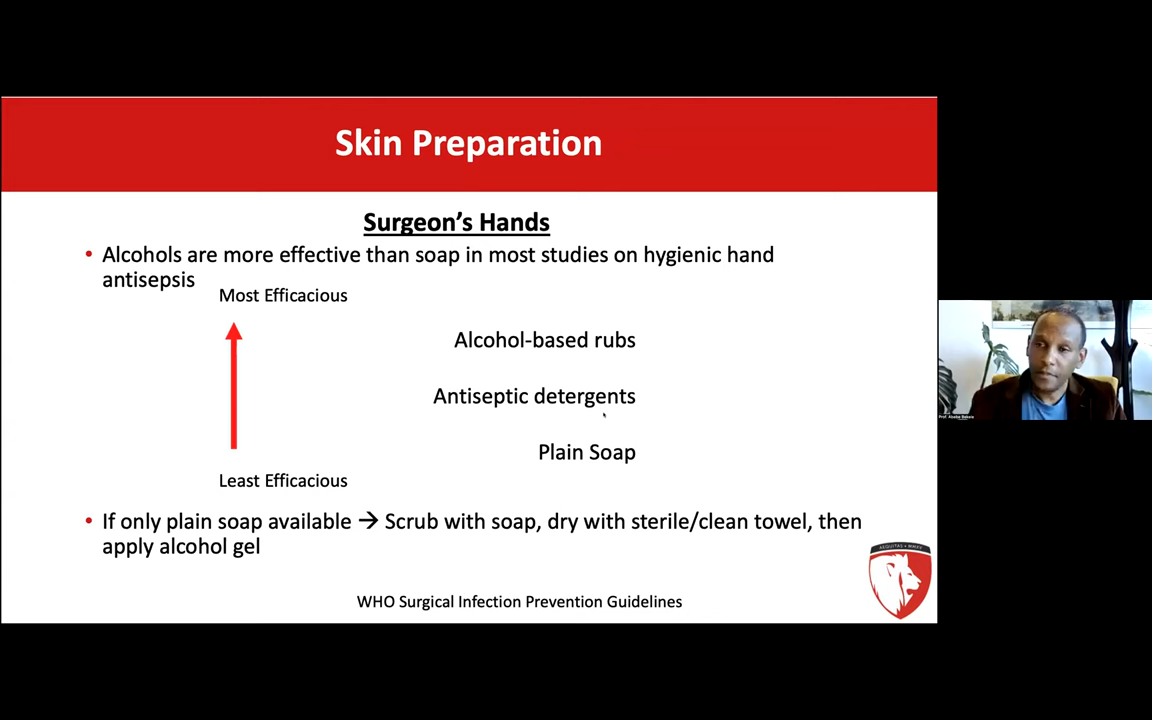 Skin Preparation
Surgeon's Hands
• Alcohols are more effective than soap in most studies on hygienic hand
antisepsis
Most Efficacious
Alcohol-based rubs
Antiseptic detergents
Plain Soap
Least Efficacious
• If only plain soap available → Scrub with soap, dry with sterile/clean towel, then
apply alcohol gel
AEQUITAS • MMXV
WHO Surgical Infection Prevention Guidelines